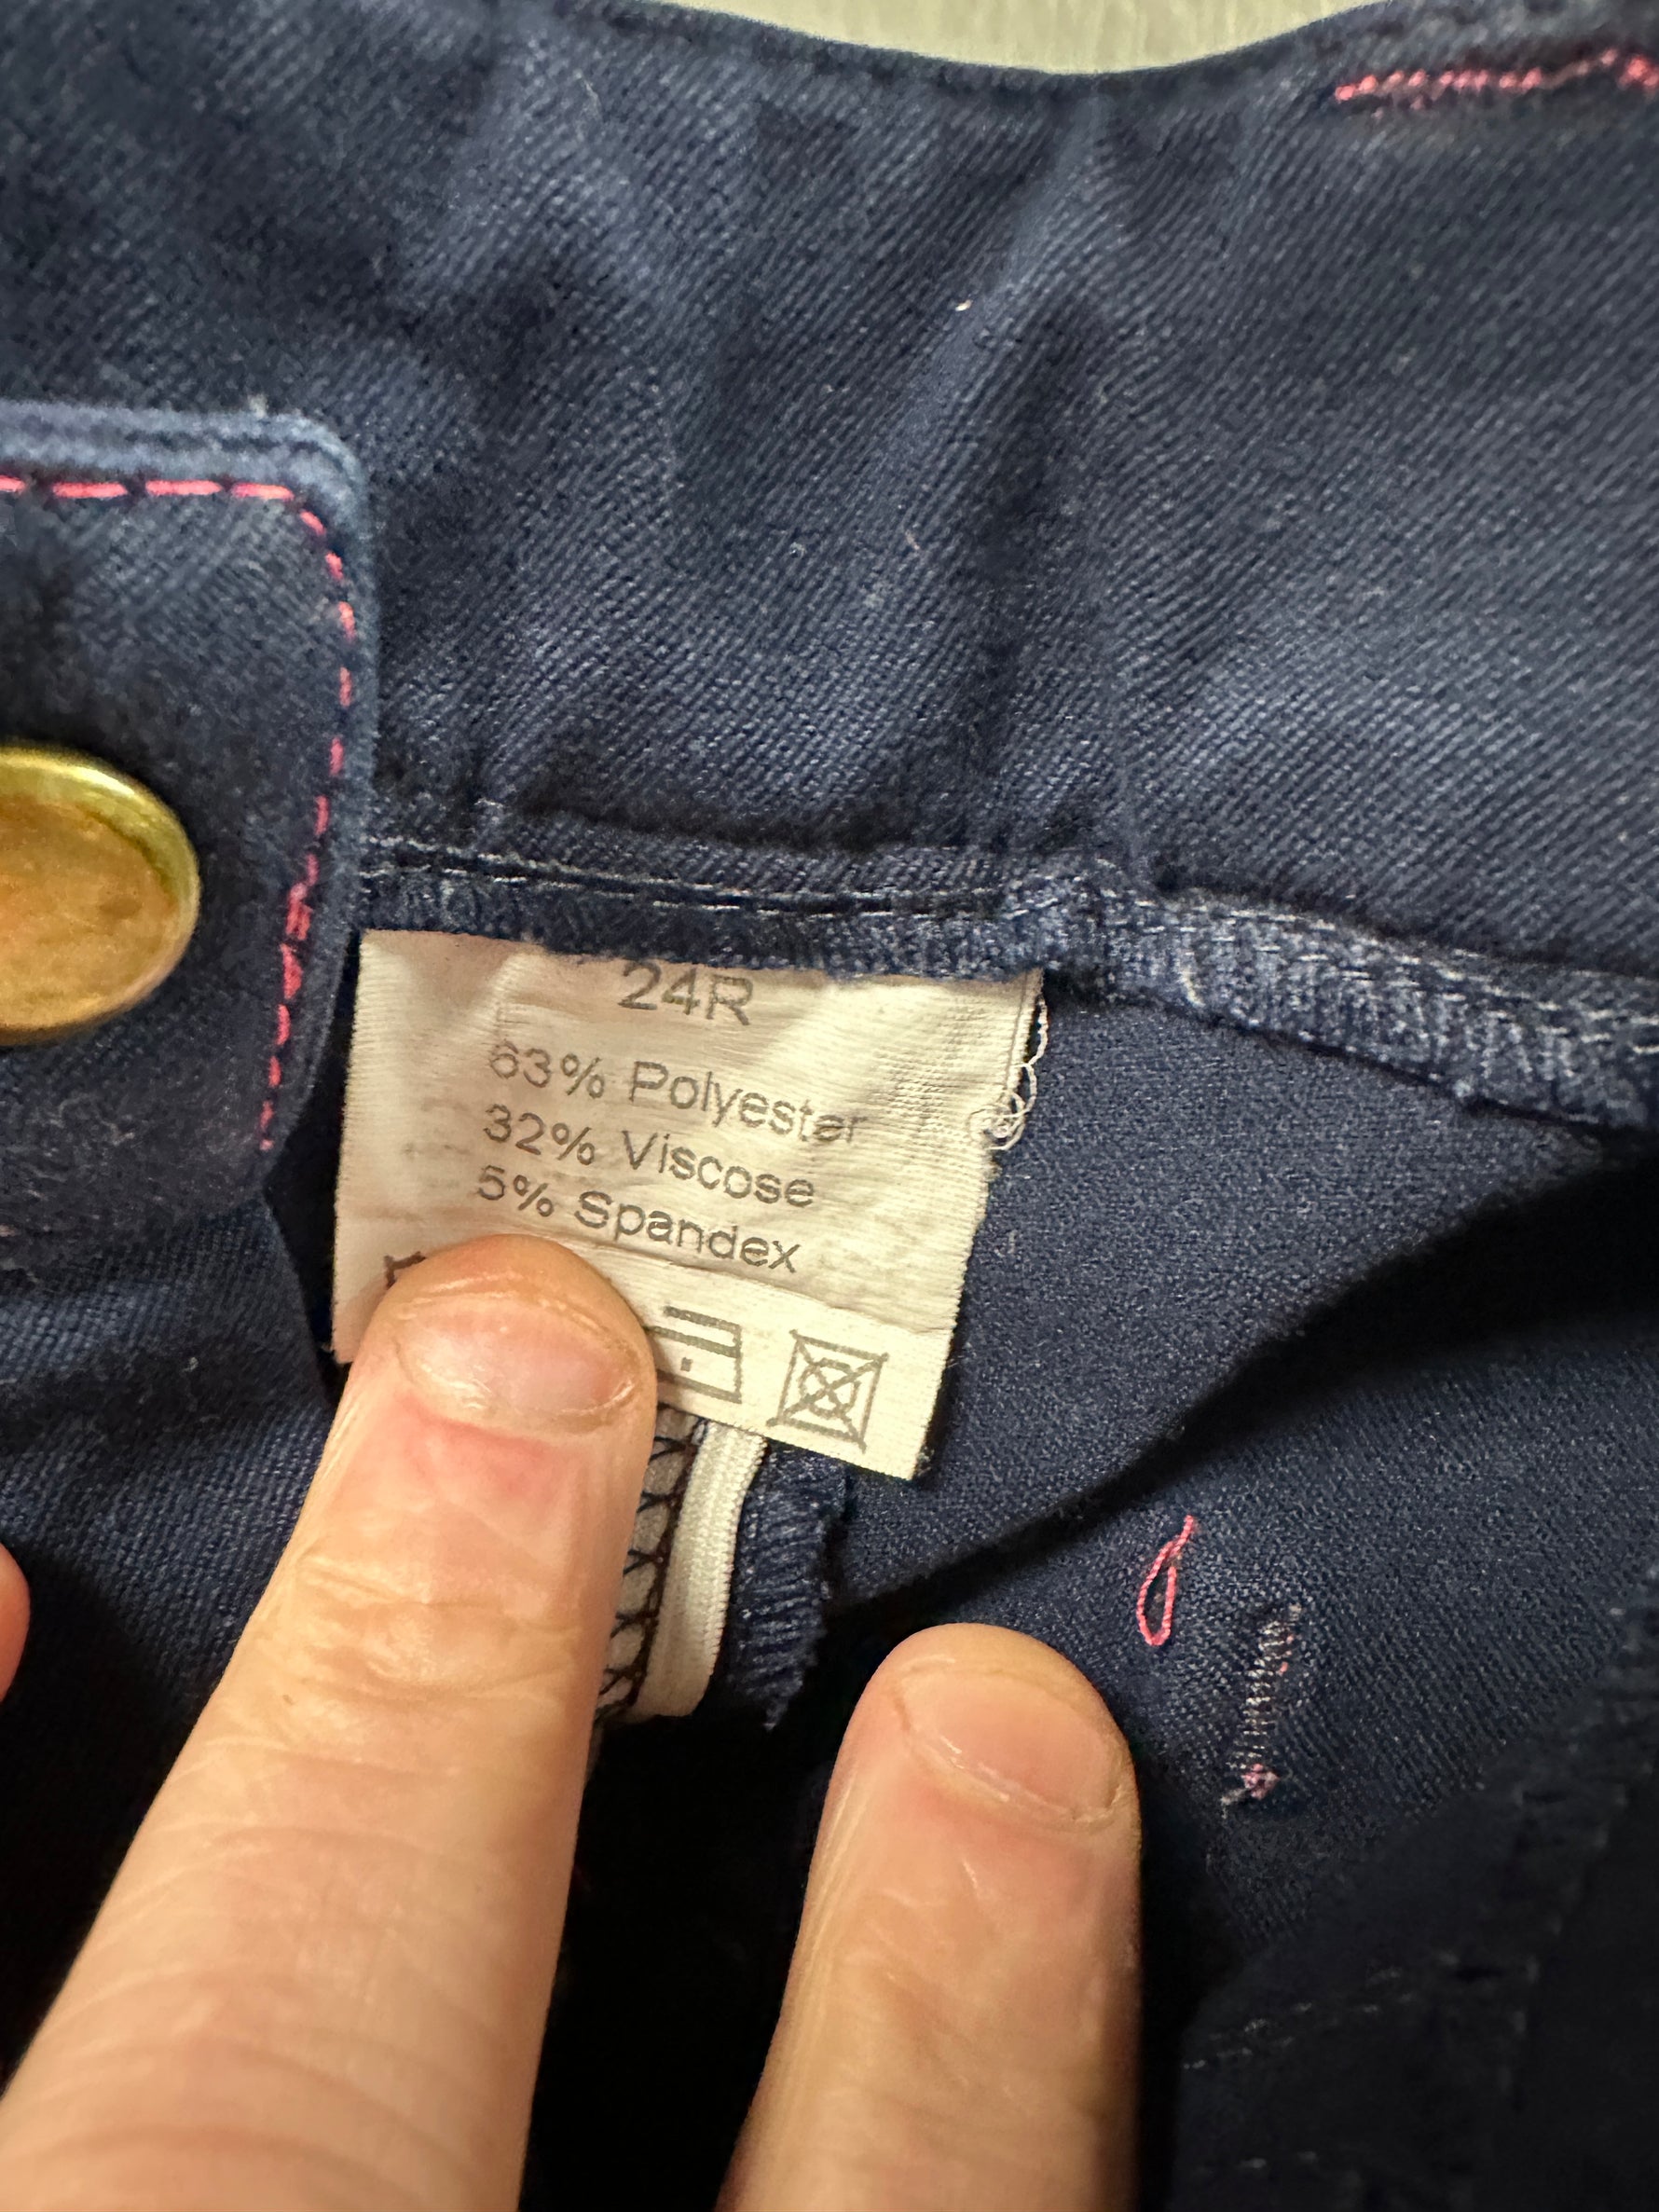 24R
63% Polyester
32% Viscose
5% Spandex